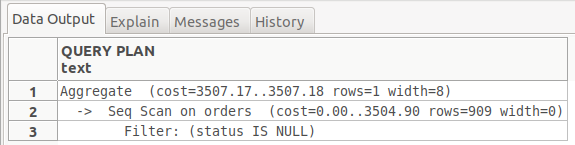 Data Output Explain Messages History
QUERY PLAN
text
1 Aggregate  (cost=3507.17..3507.18 rows=1 width=8)
2   ->  Seq Scan on orders  (cost=0.00..3504.90 rows=909 width=0)
3         Filter: (status IS NULL)